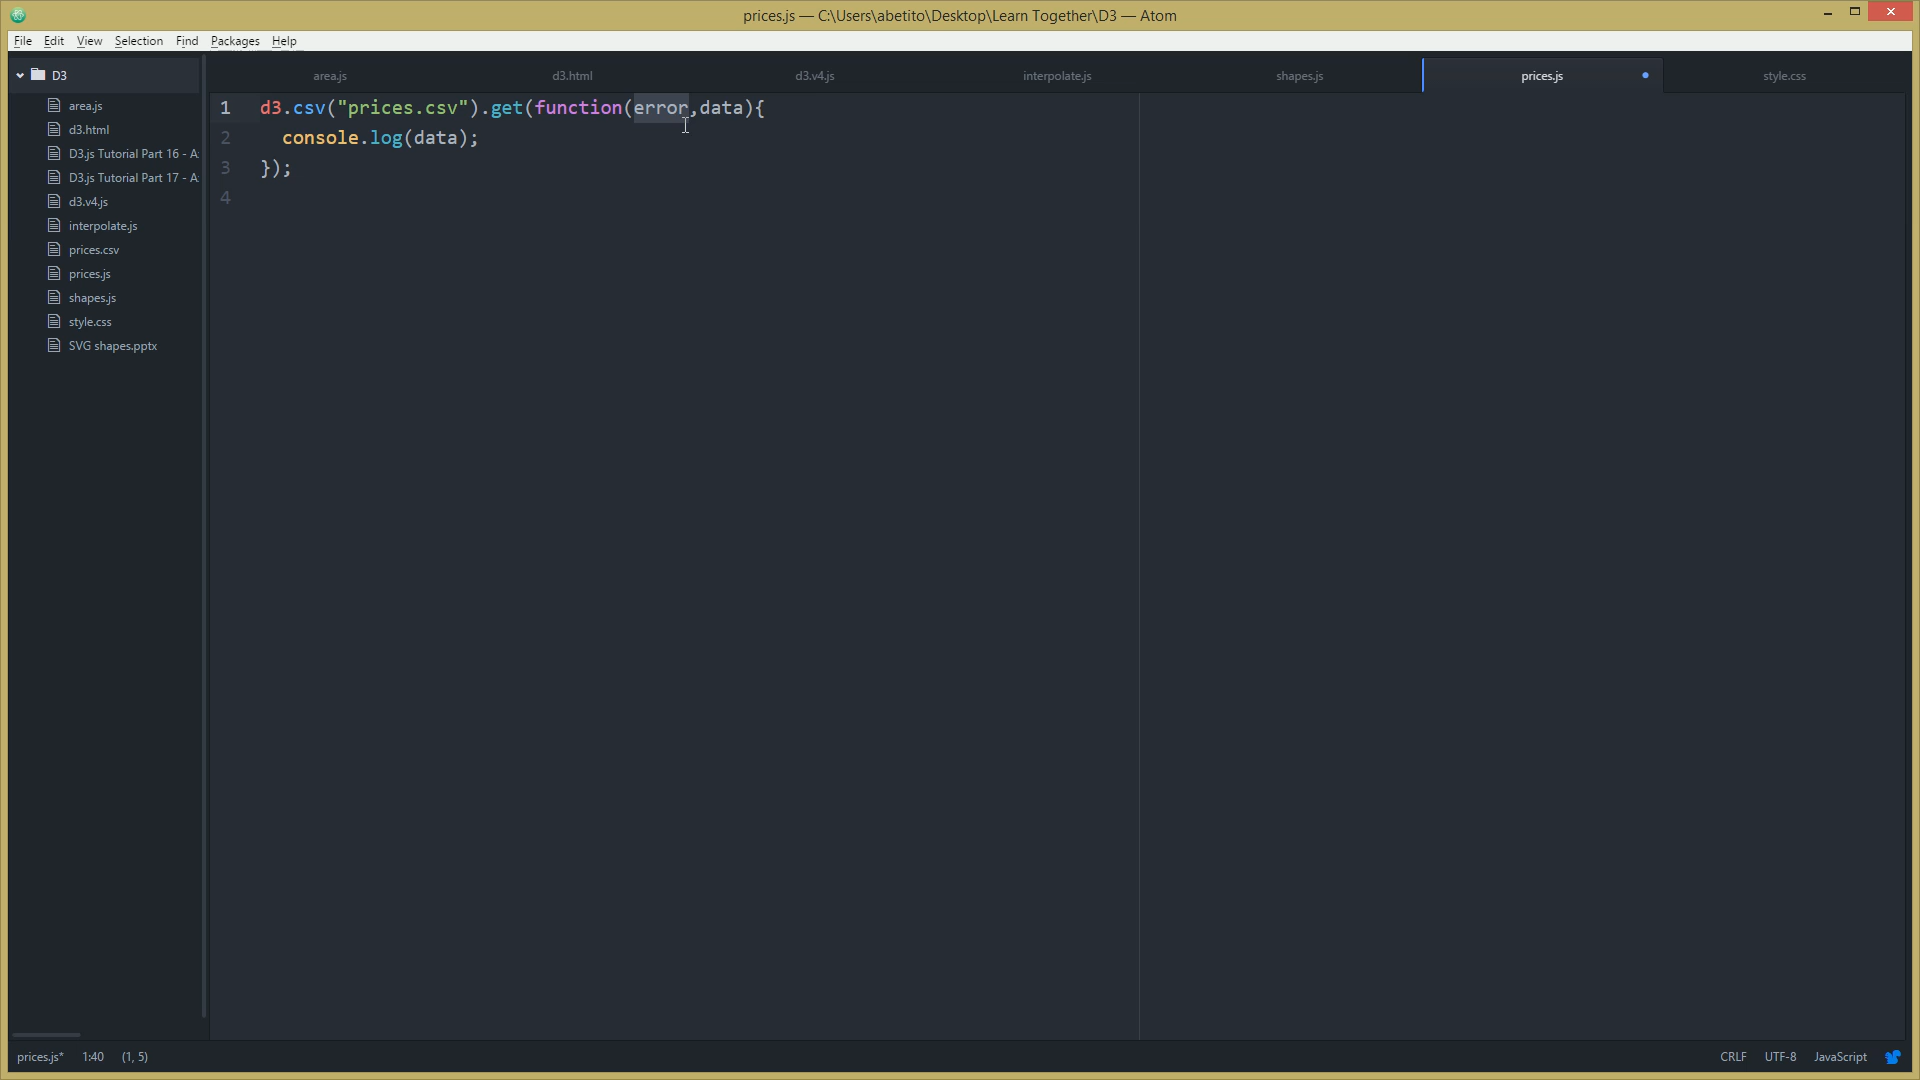 prices.js — C:\Users\abetito\Desktop\Learn Together\D3 — Atom
File Edit View Selection Find Packages Help
D3
area.js
d3.html
D3.js Tutorial Part 16 - A
D3.js Tutorial Part 17 - A
d3.v4.js
interpolate.js
prices.csv
prices.js
shapes.js
style.css
SVG shapes.pptx
area.js d3.html d3.v4.js interpolate.js shapes.js prices.js style.css
1 d3.csv("prices.csv").get(function(error,data){
2 console.log(data);
3 });
4
prices.js* 1:40 (1, 5) CRLF UTF-8 JavaScript